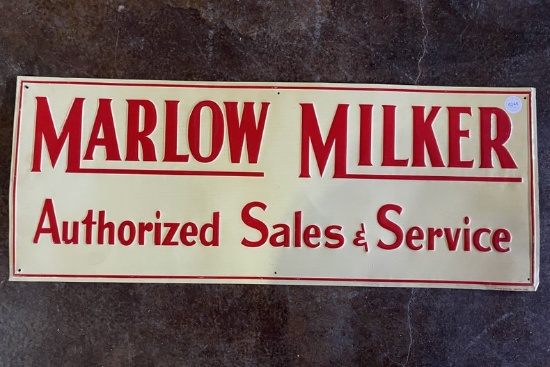 MARLOW MILKER
Authorized Sales & Service